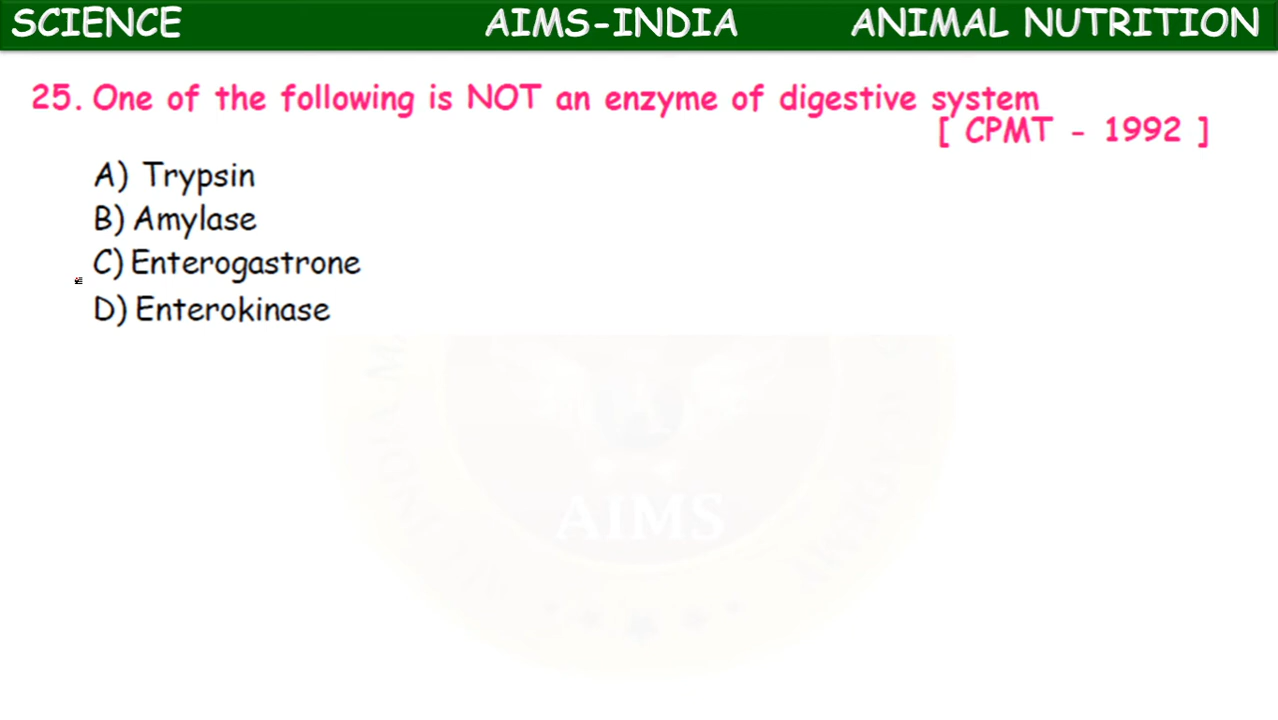 SCIENCE AIMS-INDIA ANIMAL NUTRITION
25. One of the following is NOT an enzyme of digestive system
[ CPMT - 1992 ]
A) Trypsin
B) Amylase
C) Enterogastrone
D) Enterokinase
AIMS